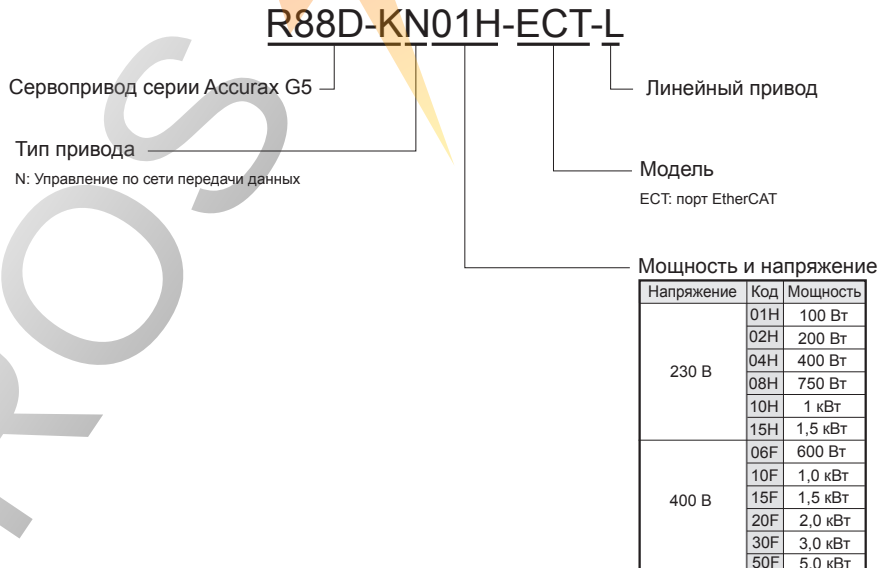 R88D-KN01H-ECT-L
Сервопривод серии Accurax G5
Линейный привод
Тип привода
N: Управление по сети передачи данных
Модель
ECT: порт EtherCAT
Мощность и напряжение
Напряжение Код Мощность
230 В
01H 100 Вт
02H 200 Вт
04H 400 Вт
08H 750 Вт
10H 1 кВт
15H 1,5 кВт
400 В
06F 600 Вт
10F 1,0 кВт
15F 1,5 кВт
20F 2,0 кВт
30F 3,0 кВт
50F 5,0 кВт
ROS